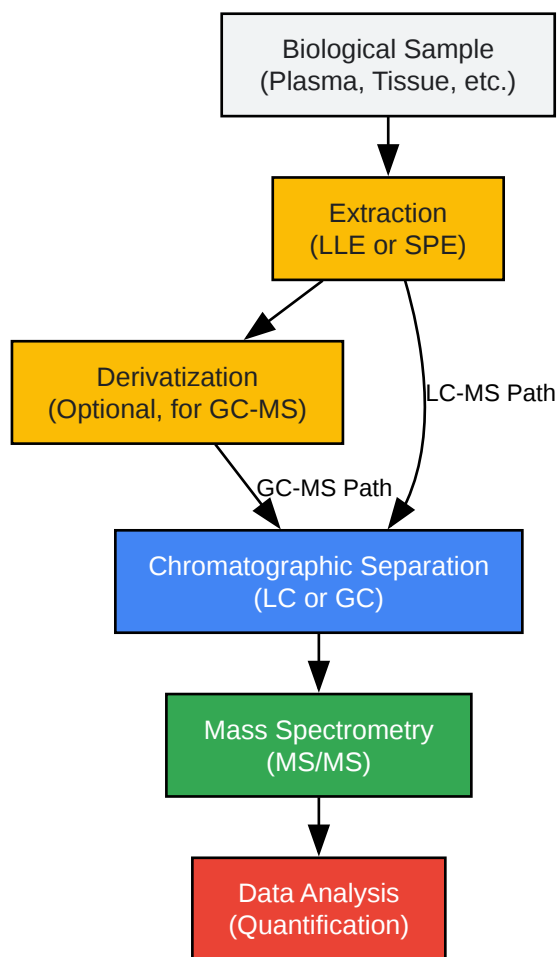 Biological Sample
(Plasma, Tissue, etc.)
Extraction
(LLE or SPE)
Derivatization
(Optional, for GC-MS)
LC-MS Path
GC-MS Path
Chromatographic Separation
(LC or GC)
Mass Spectrometry
(MS/MS)
Data Analysis
(Quantification)